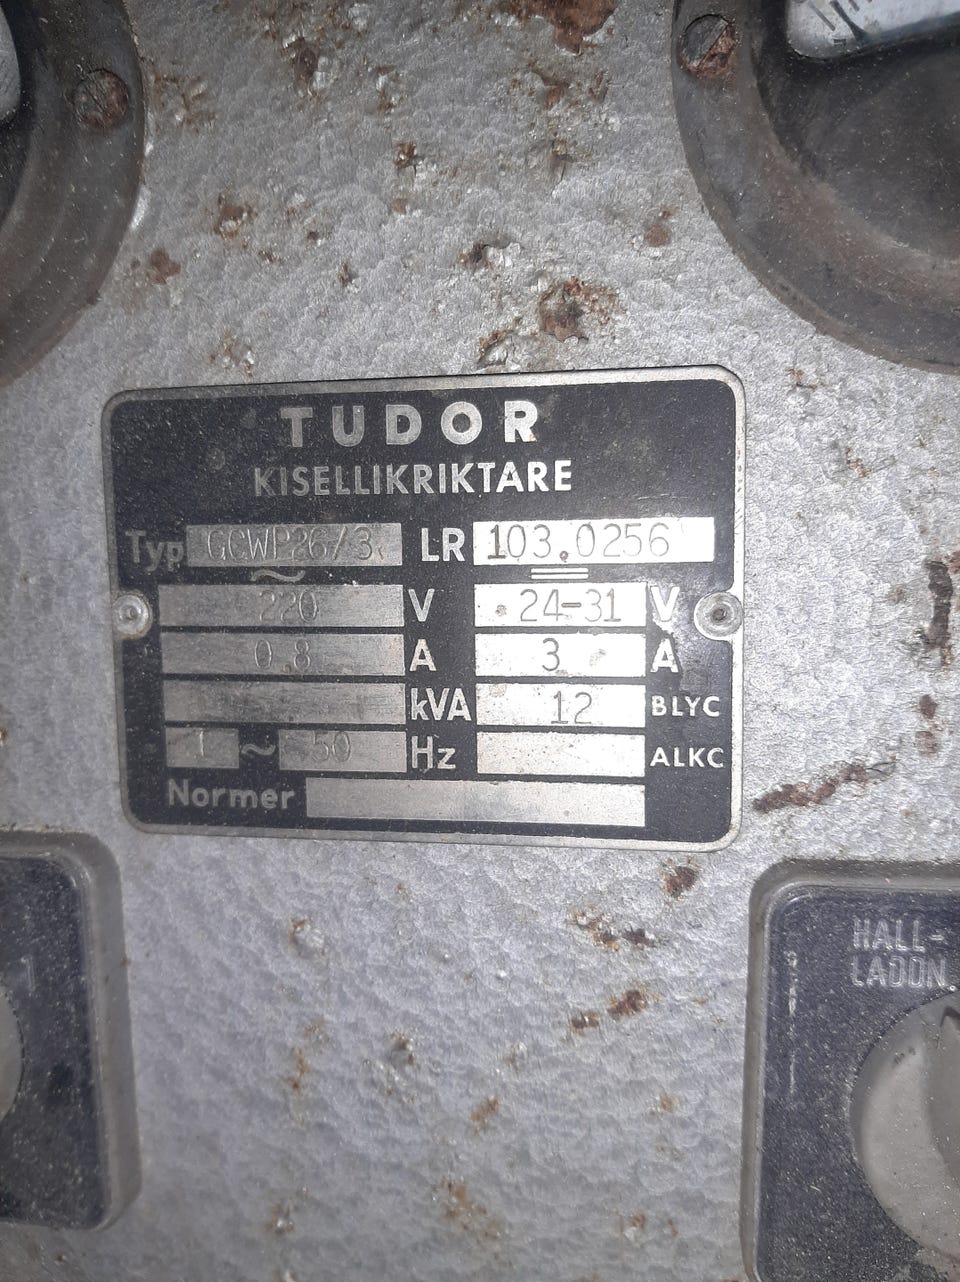 TUDOR
KISELLIKRIKTARE
Typ GCWP26/3 LR 103.0256
~ =
220 V 24-31 V
0.8 A 3 A
kVA 12 BLYC
1 ~ 50 Hz ALKC
Normer
HALL-
LADDN.